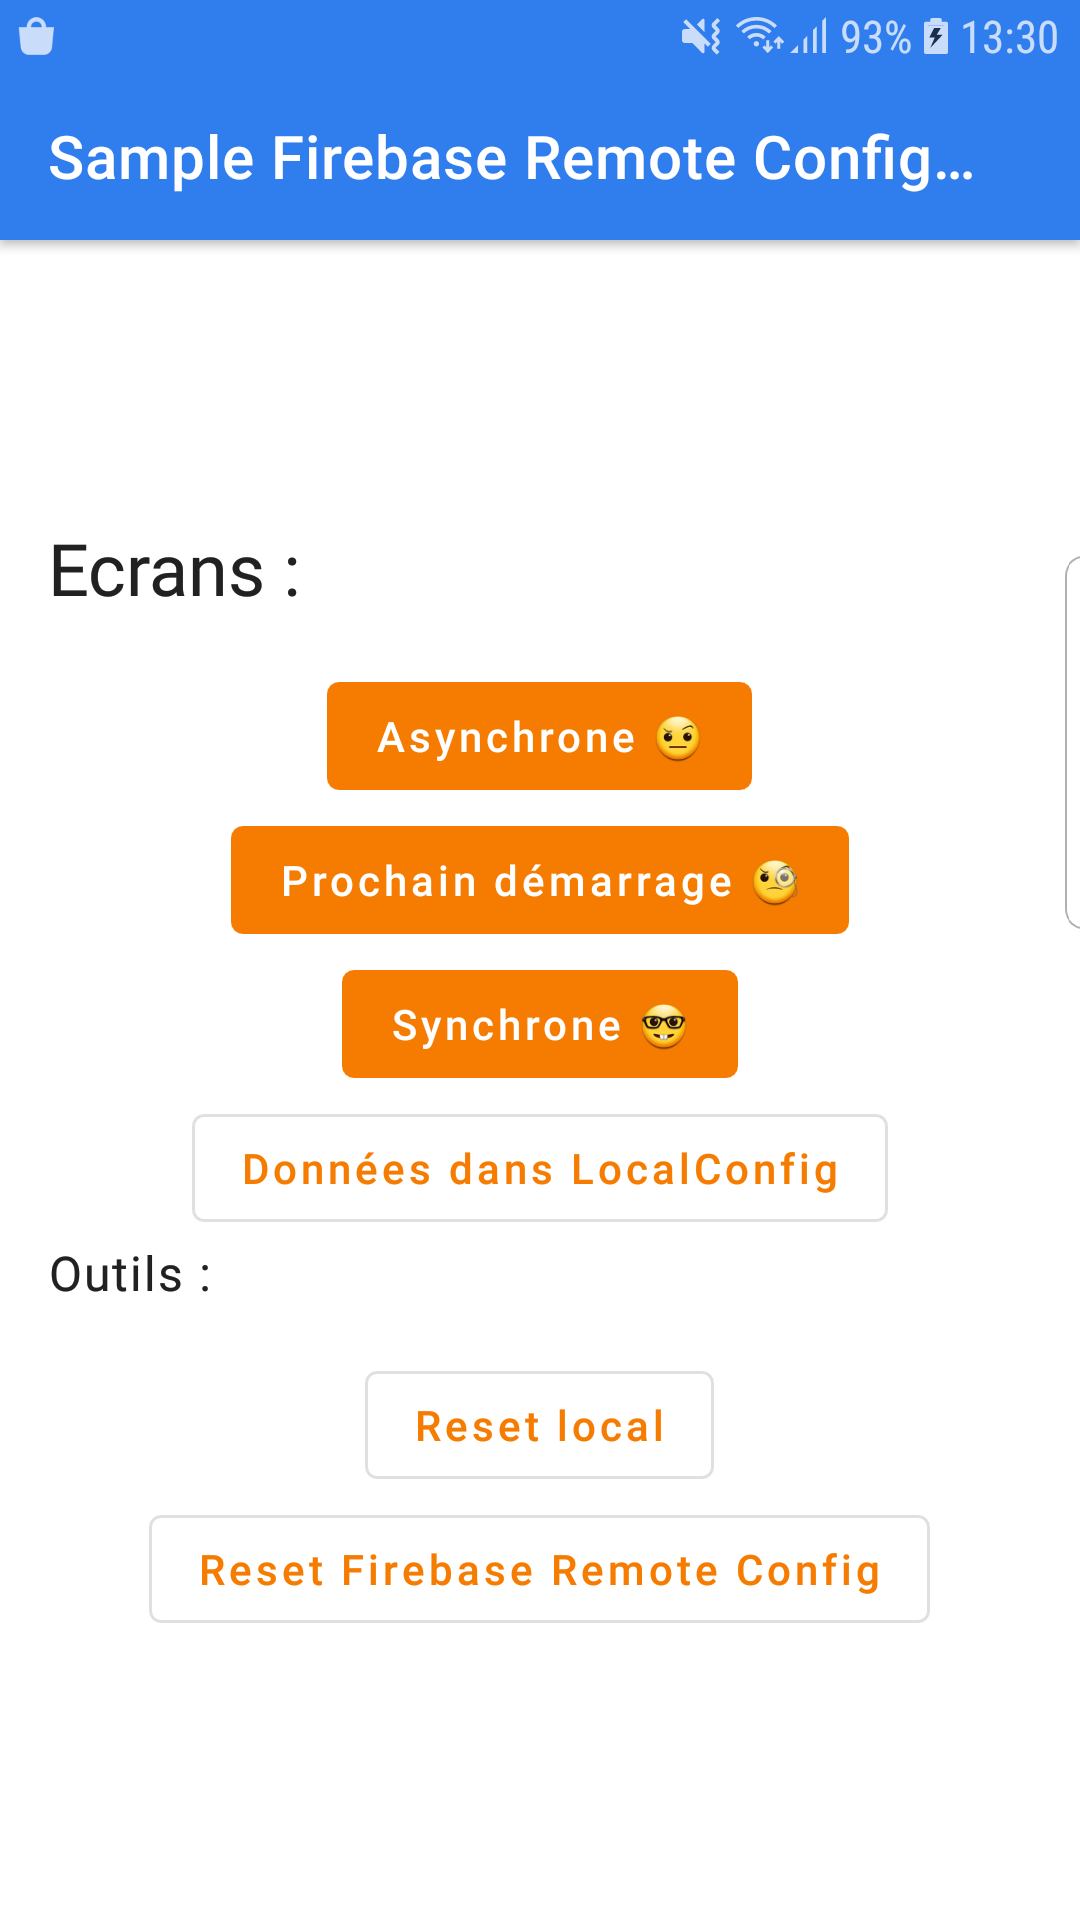 93% 13:30
Sample Firebase Remote Config…
Ecrans :
Asynchrone 🤨
Prochain démarrage 🧐
Synchrone 🤓
Données dans LocalConfig
Outils :
Reset local
Reset Firebase Remote Config